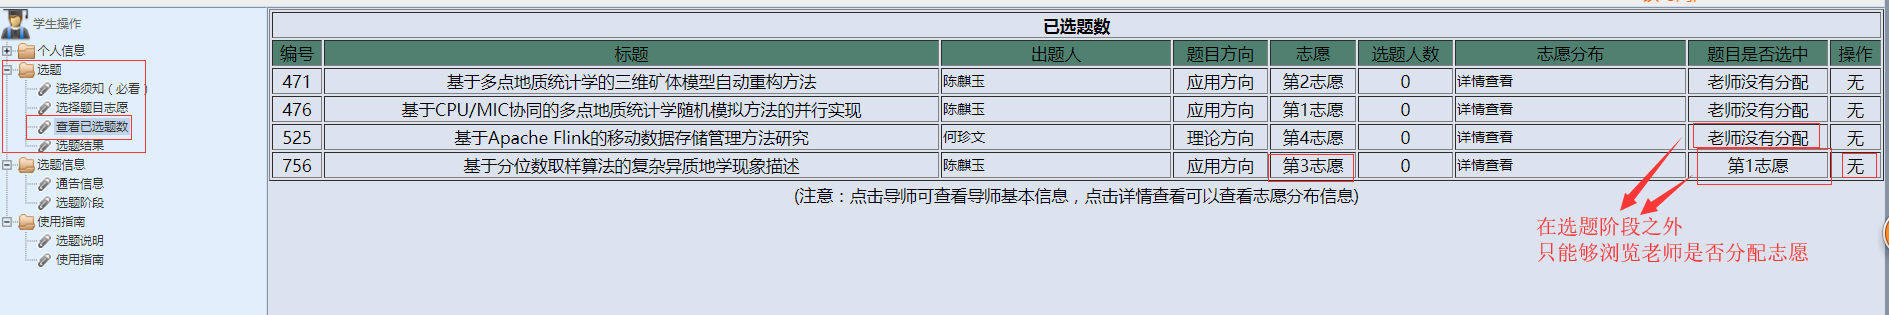 学生操作
个人信息
选题
选择须知（必看）
选择题目志愿
查看已选题数
选题结果
选题信息
通告信息
选题阶段
使用指南
选题说明
使用指南
已选题数
编号 标题 出题人 题目方向 志愿 选题人数 志愿分布 题目是否选中 操作
471 基于多点地质统计学的三维矿体模型自动重构方法 陈麒玉 应用方向 第2志愿 0 详情查看 老师没有分配 无
476 基于CPU/MIC协同的多点地质统计学随机模拟方法的并行实现 陈麒玉 应用方向 第1志愿 0 详情查看 老师没有分配 无
525 基于Apache Flink的移动数据存储管理方法研究 何珍文 理论方向 第4志愿 0 详情查看 老师没有分配 无
756 基于分位数取样算法的复杂异质地学现象描述 陈麒玉 应用方向 第3志愿 0 详情查看 第1志愿 无
(注意：点击导师可查看导师基本信息，点击详情查看可以查看志愿分布信息)
在选题阶段之外
只能够浏览老师是否分配志愿